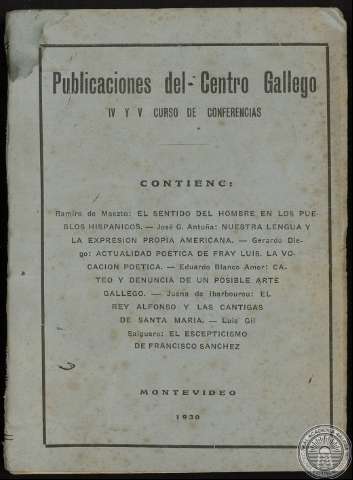 Publicaciones del Centro Gallego
IV Y V CURSO DE CONFERENCIAS
CONTIENE:
Ramiro de Maeztu: EL SENTIDO DEL HOMBRE EN LOS PUE-
BLOS HISPANICOS. — José G. Antuña: NUESTRA LENGUA Y
LA EXPRESION PROPIA AMERICANA. — Gerardo Die-
go: ACTUALIDAD POETICA DE FRAY LUIS. LA VO-
CACION POETICA. — Eduardo Blanco Amor: CA-
TEO Y DENUNCIA DE UN POSIBLE ARTE
GALLEGO. — Juana de Ibarbourou: EL
REY ALFONSO Y LAS CANTIGAS
DE SANTA MARIA. — Luis Gil
Salguero: EL ESCEPTICISMO
DE FRANCISCO SANCHEZ
MONTEVIDEO
1930